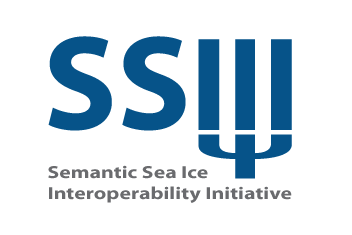 SSIII
Semantic Sea Ice
Interoperability Initiative